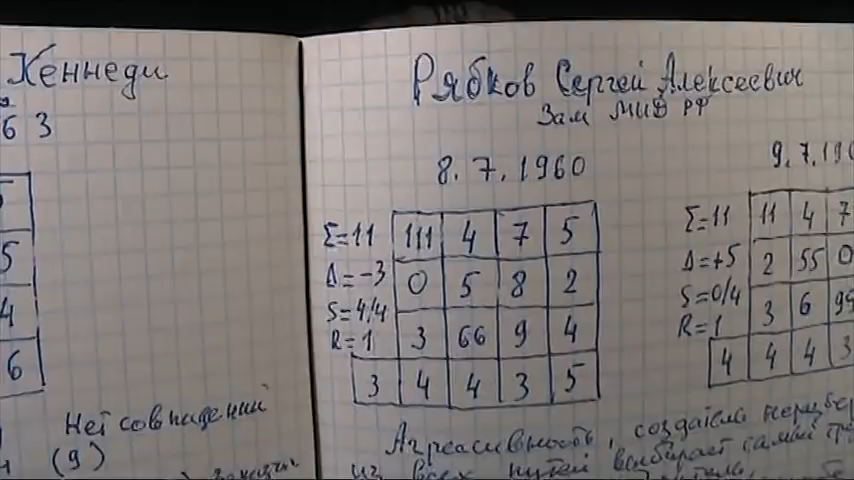 Кеннеди
6 3
5
5
4
6
Нет совпадений
(9)
Рябков Сергей Алексеевич
Зам МИД РФ
8.7.1960
Σ=11 111 4 7 5
Δ=-3 0 5 8 2
S=4/4 3 66 9 4
R=1
3 4 4 3 5
9.7.19
Σ=11 11 4 7
Δ=+5 2 55 0
S=0/4 3 6 99
R=1
4 4 4 3
Агрессивность, создатель
из всех путей выбирает самый